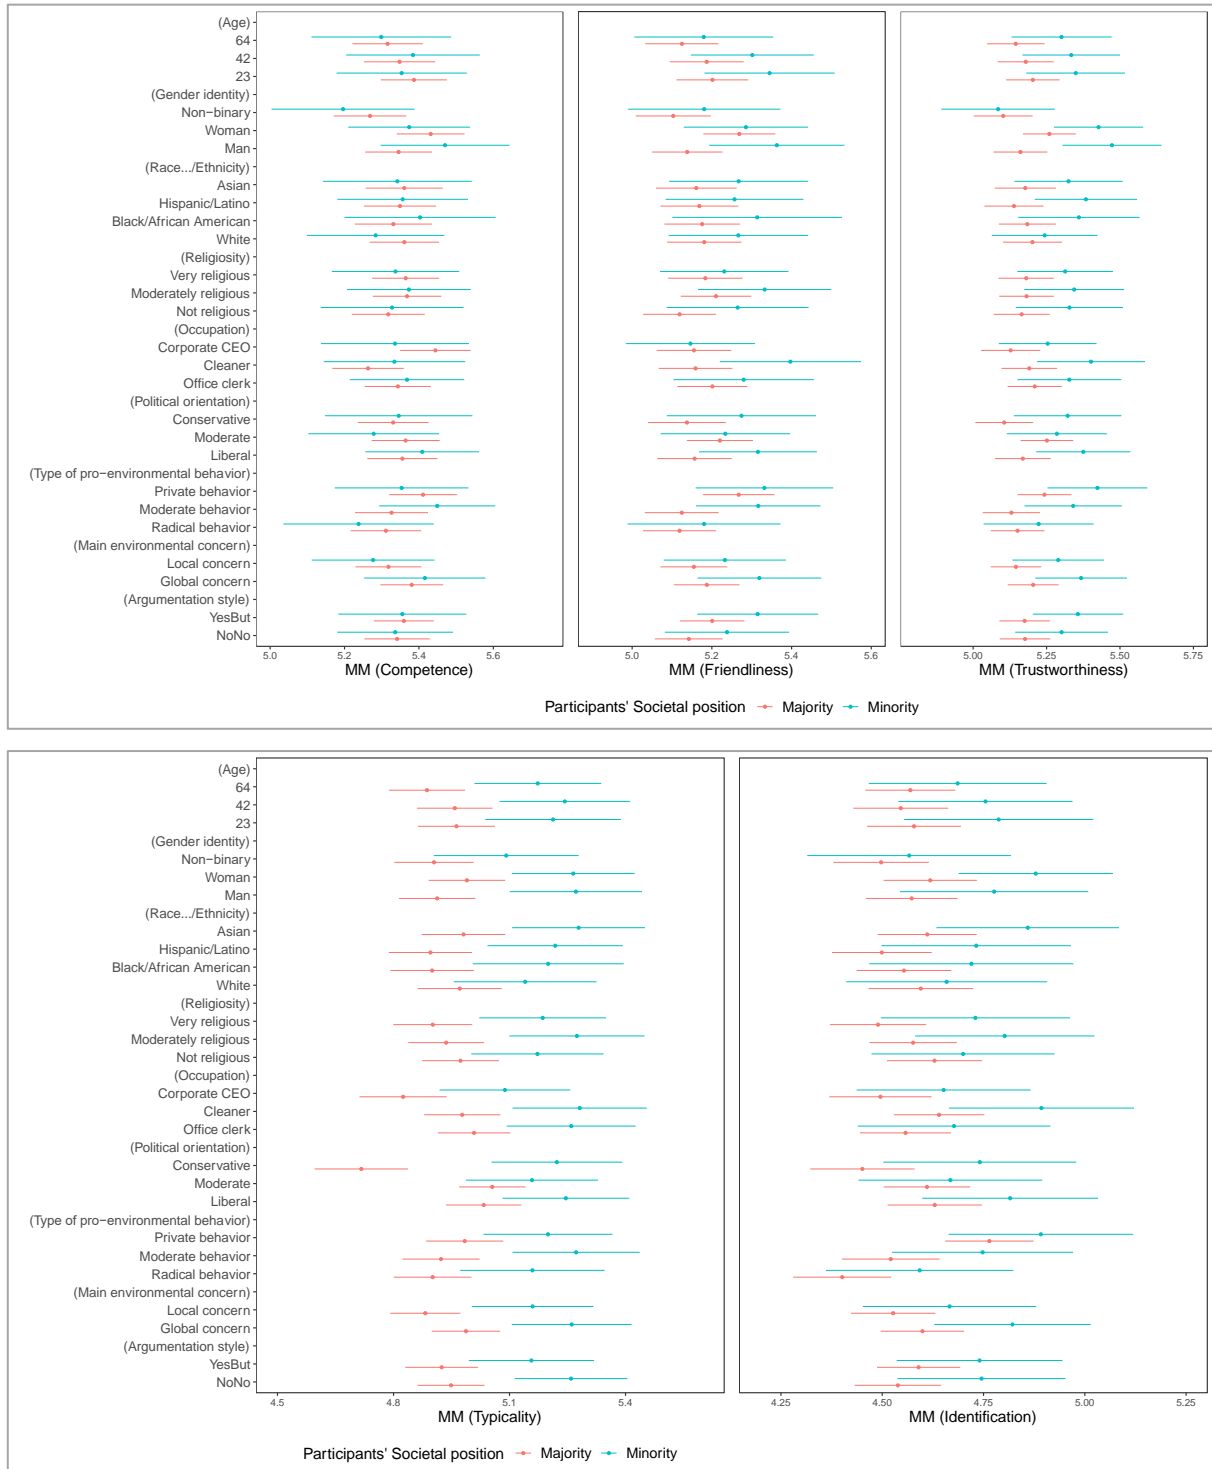 (Age)
64
42
23
(Gender identity)
Non−binary
Woman
Man
(Race.../Ethnicity)
Asian
Hispanic/Latino
Black/African American
White
(Religiosity)
Very religious
Moderately religious
Not religious
(Occupation)
Corporate CEO
Cleaner
Office clerk
(Political orientation)
Conservative
Moderate
Liberal
(Type of pro−environmental behavior)
Private behavior
Moderate behavior
Radical behavior
(Main environmental concern)
Local concern
Global concern
(Argumentation style)
YesBut
NoNo
5.0 5.2 5.4 5.6
MM (Competence)
5.0 5.2 5.4 5.6
MM (Friendliness)
5.00 5.25 5.50 5.75
MM (Trustworthiness)
Participants' Societal position Majority Minority
(Age)
64
42
23
(Gender identity)
Non−binary
Woman
Man
(Race.../Ethnicity)
Asian
Hispanic/Latino
Black/African American
White
(Religiosity)
Very religious
Moderately religious
Not religious
(Occupation)
Corporate CEO
Cleaner
Office clerk
(Political orientation)
Conservative
Moderate
Liberal
(Type of pro−environmental behavior)
Private behavior
Moderate behavior
Radical behavior
(Main environmental concern)
Local concern
Global concern
(Argumentation style)
YesBut
NoNo
4.5 4.8 5.1 5.4
MM (Typicality)
4.25 4.50 4.75 5.00 5.25
MM (Identification)
Participants' Societal position Majority Minority